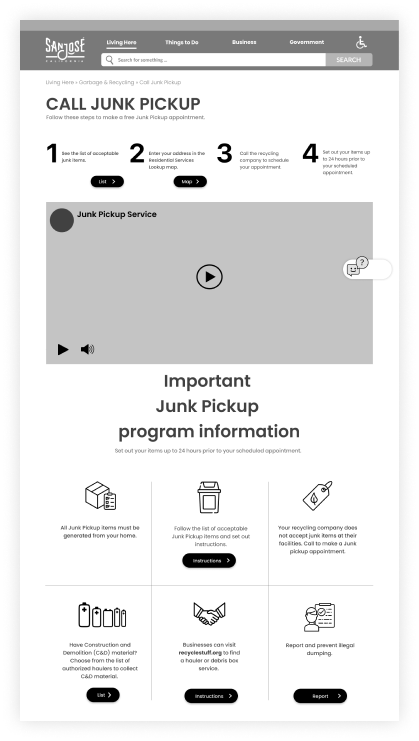 SAN JOSE
CALIFORNIA
Living Here
Things to Do
Business
Government
Search for something ...
SEARCH
Living Here > Garbage & Recycling > Call Junk Pickup
CALL JUNK PICKUP
Follow these steps to make a free Junk Pickup appointment.
1
See the list of acceptable
junk items.
List >
2
Enter your address in the
Residential Services
Lookup map.
Map >
3
Call the recycling
company to schedule
your appointment.
4
Set out your items up
to 24 hours prior to
your scheduled
appointment.
Junk Pickup Service
?
Important
Junk Pickup
program information
Set out your items up to 24 hours prior to your scheduled appointment.
All Junk Pickup items must be
generated from your home.
Follow the list of acceptable
Junk Pickup items and set out
instructions.
Instructions >
Your recycling company does
not accept junk items at their
facilities. Call to make a Junk
pickup appointment.
Have Construction and
Demolition (C&D) material?
Choose from the list of
authorized haulers to collect
C&D material.
List >
Businesses can visit
recyclestuff.org to find
a hauler or debris box
service.
Instructions >
Report and prevent illegal
dumping.
Report >